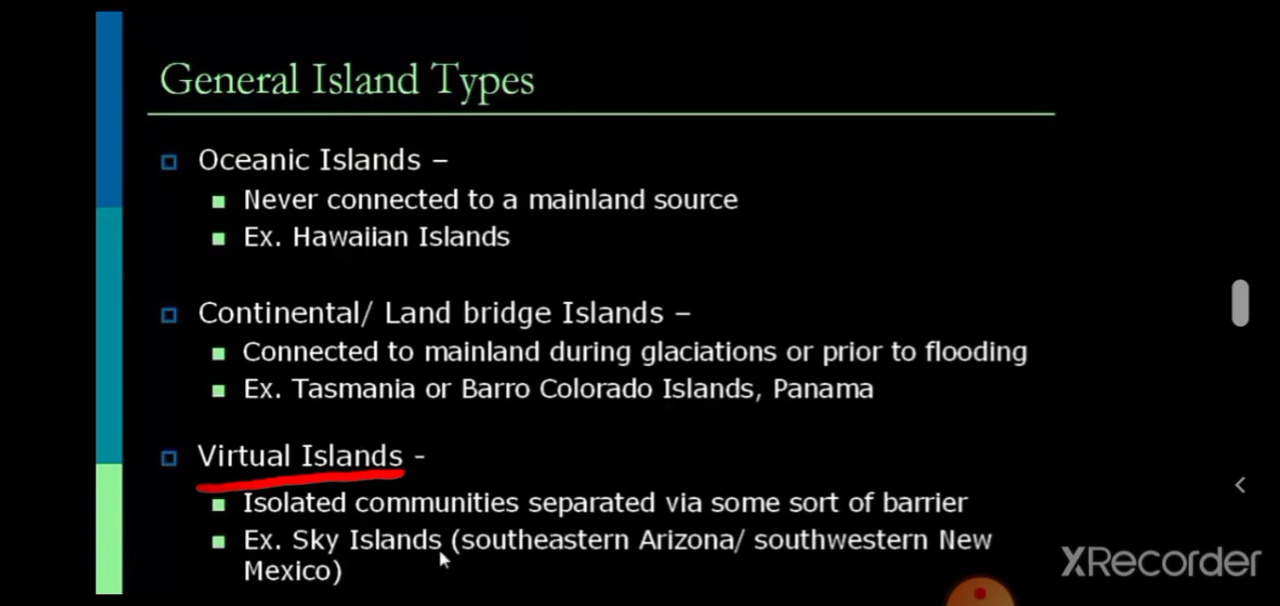 General Island Types
Oceanic Islands –
Never connected to a mainland source
Ex. Hawaiian Islands
Continental/ Land bridge Islands –
Connected to mainland during glaciations or prior to flooding
Ex. Tasmania or Barro Colorado Islands, Panama
Virtual Islands -
Isolated communities separated via some sort of barrier
Ex. Sky Islands (southeastern Arizona/ southwestern New
Mexico)
XRecorder